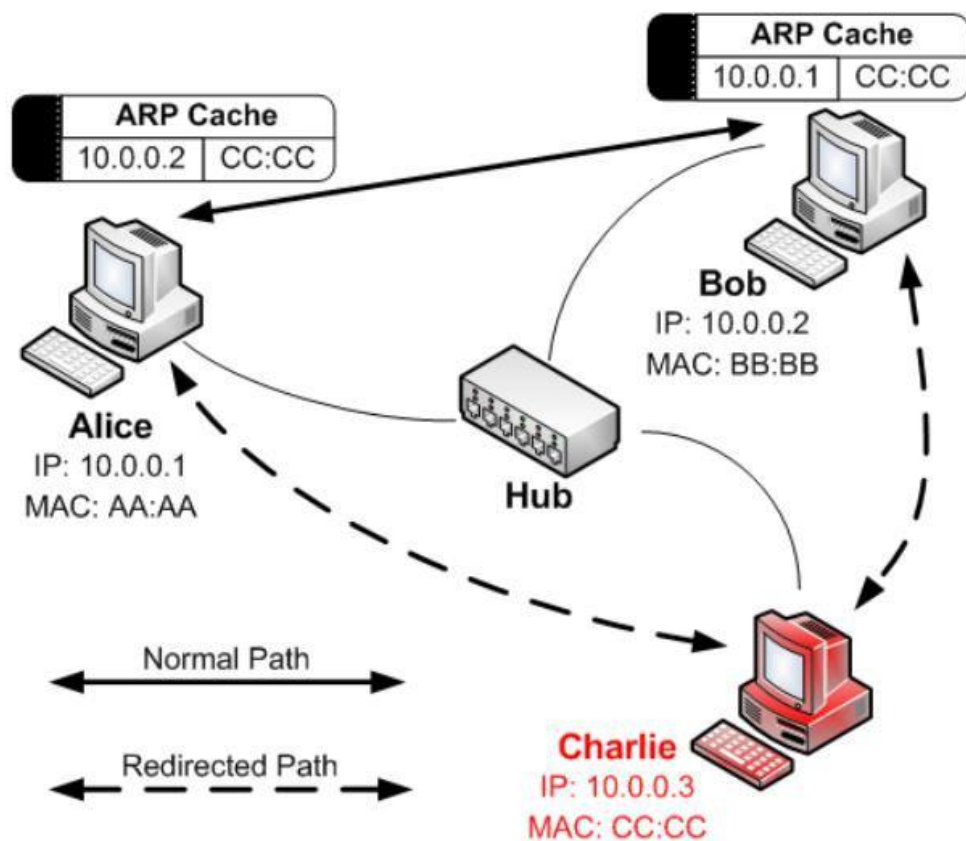 ARP Cache
10.0.0.1 CC:CC
ARP Cache
10.0.0.2 CC:CC
Bob
IP: 10.0.0.2
MAC: BB:BB
Alice
IP: 10.0.0.1
MAC: AA:AA
Hub
Normal Path
Redirected Path
Charlie
IP: 10.0.0.3
MAC: CC:CC